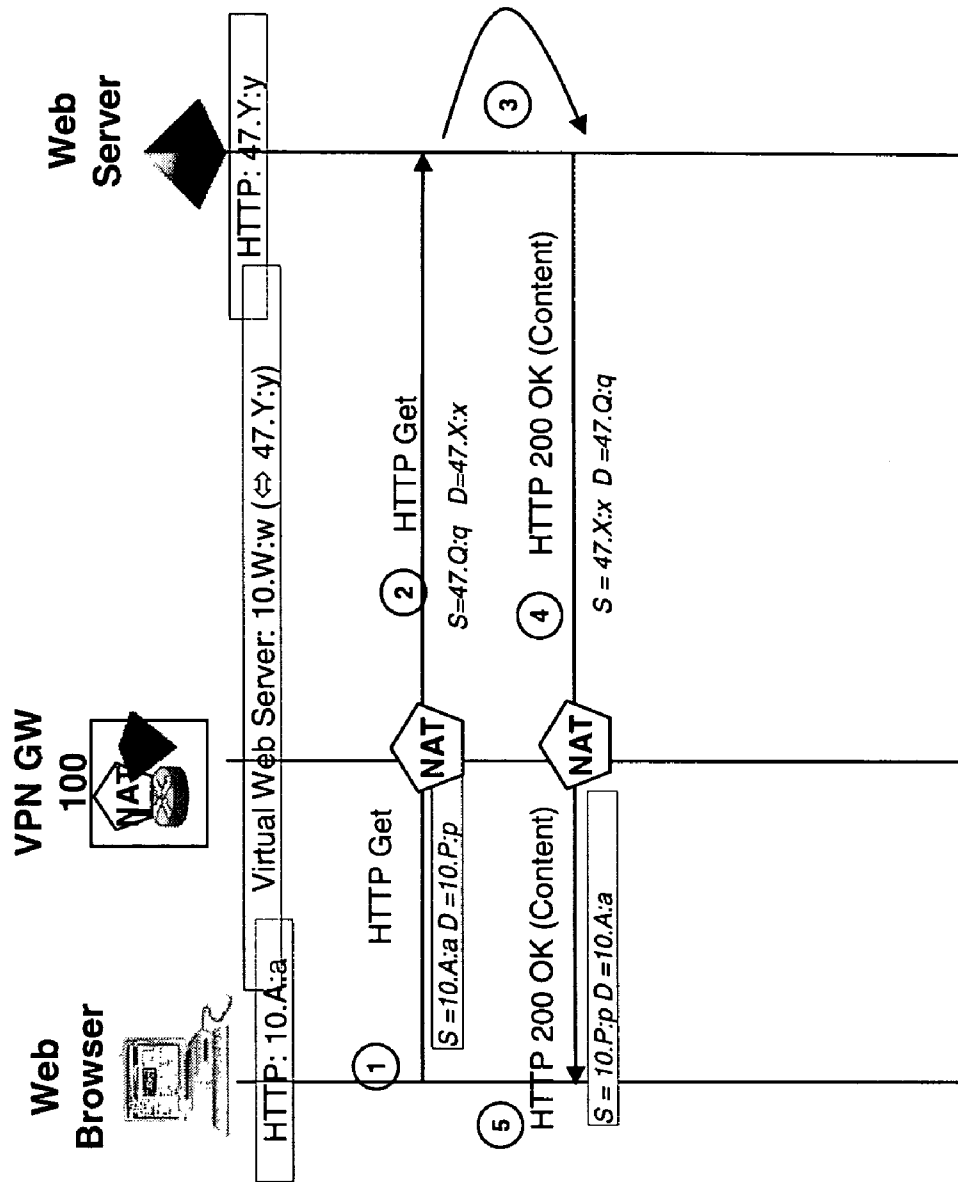 Web
Browser
VPN GW
100
NAT
Web
Server
HTTP: 10.A:a
Virtual Web Server: 10.W:w (⇔ 47.Y:y)
HTTP: 47.Y:y
1
HTTP Get
S =10.A:a D =10.P:p
NAT
2
HTTP Get
S=47.Q:q D=47.X:x
3
4
HTTP 200 OK (Content)
S = 47.X:x D =47.Q:q
NAT
5
HTTP 200 OK (Content)
S = 10.P:p D =10.A:a